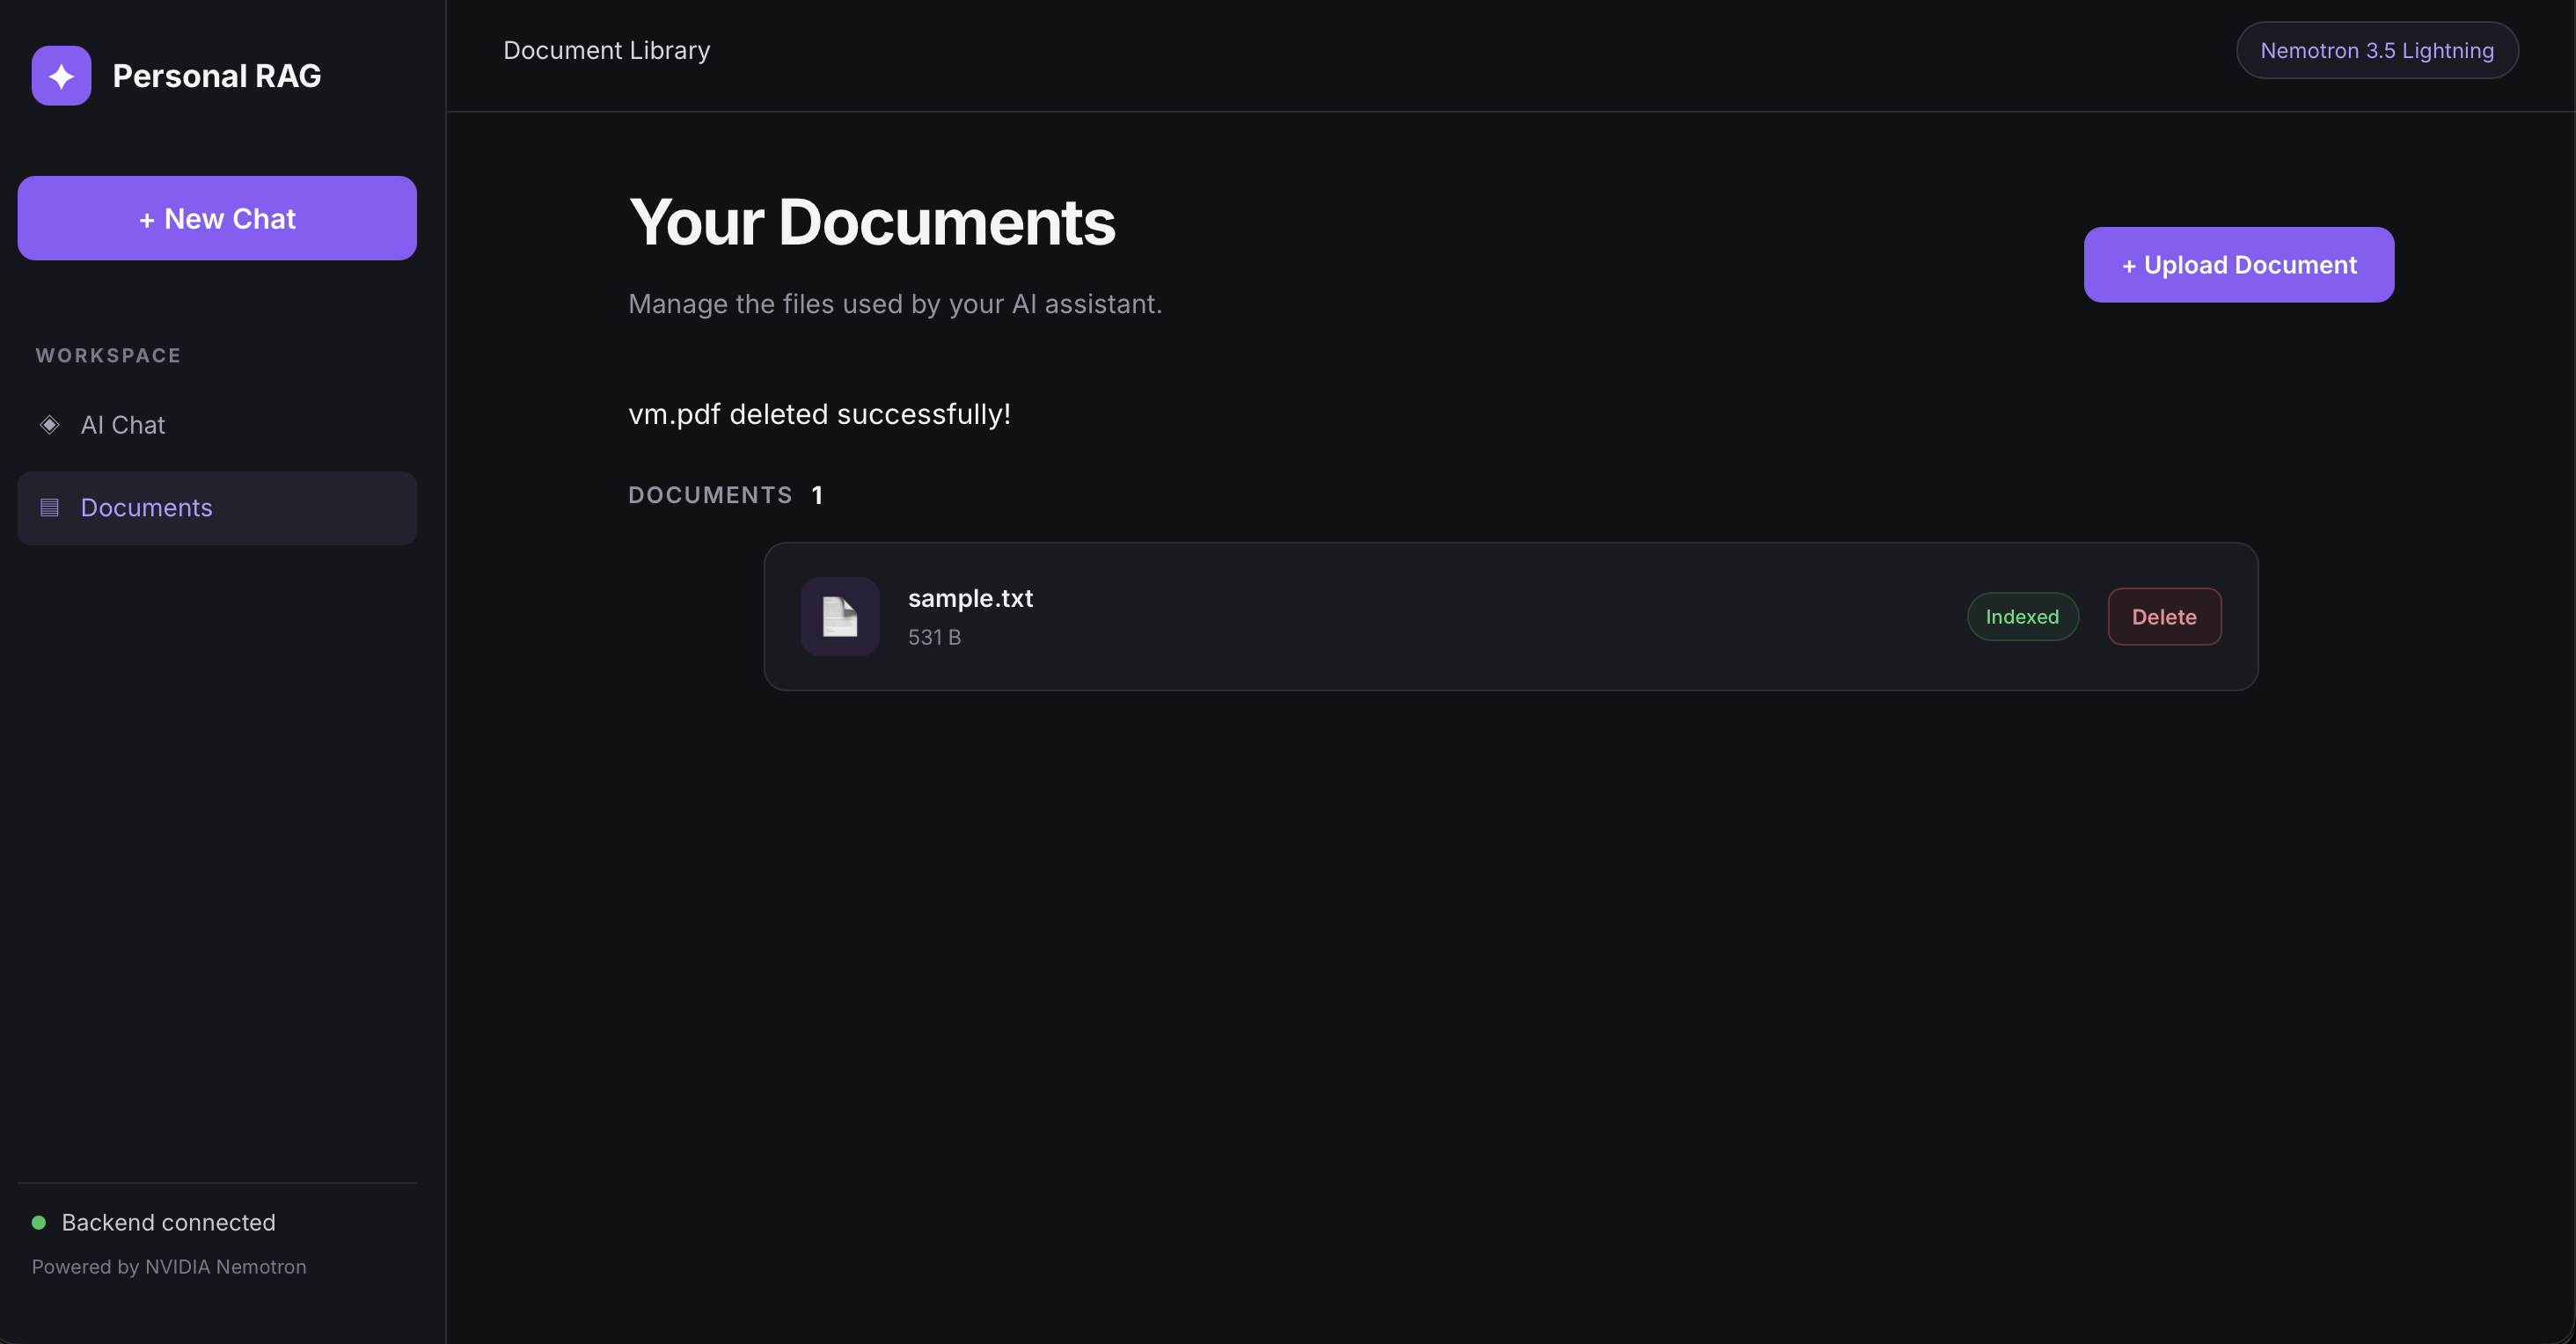 Personal RAG
+ New Chat
WORKSPACE
AI Chat
Documents
Backend connected
Powered by NVIDIA Nemotron
Document Library
Nemotron 3.5 Lightning
Your Documents
Manage the files used by your AI assistant.
+ Upload Document
vm.pdf deleted successfully!
DOCUMENTS 1
sample.txt
531 B
Indexed
Delete